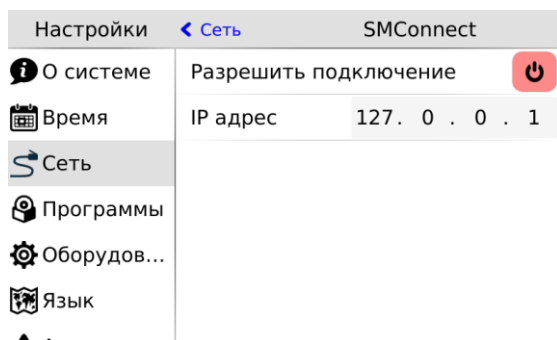 Настройки
Сеть
SMConnect
О системе
Время
Сеть
Программы
Оборудов...
Язык
Разрешить подключение
IP адрес
127. 0 . 0 . 1